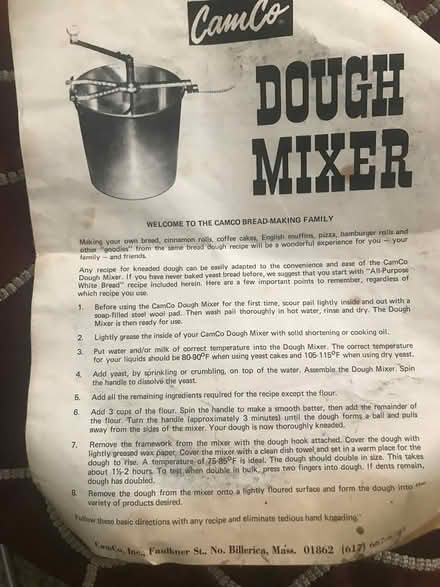 CamCo
DOUGH
MIXER
WELCOME TO THE CAMCO BREAD-MAKING FAMILY
Making your own bread, cinnamon rolls, coffee cakes, English muffins, pizza, hamburger rolls and
other "goodies" from the same bread dough recipe will be a wonderful experience for you — your
family — and friends.
Any recipe for kneaded dough can be easily adapted to the convenience and ease of the CamCo
Dough Mixer. If you have never baked yeast bread before, we suggest that you start with "All-Purpose
White Bread" recipe included herein. Here are a few important points to remember, regardless of
which recipe you use.
1. Before using the CamCo Dough Mixer for the first time, scour pail lightly inside and out with a
soap-filled steel wool pad. Then wash pail thoroughly in hot water, rinse and dry. The Dough
Mixer is then ready for use.
2. Lightly grease the inside of your CamCo Dough Mixer with solid shortening or cooking oil.
3. Put water and/or milk of correct temperature into the Dough Mixer. The correct temperature
for your liquids should be 80-90°F when using yeast cakes and 105-115°F when using dry yeast.
4. Add yeast, by sprinkling or crumbling, on top of the water. Assemble the Dough Mixer. Spin
the handle to dissolve the yeast.
5. Add all the remaining ingredients required for the recipe except the flour.
6. Add 3 cups of the flour. Spin the handle to make a smooth batter, then add the remainder of
the flour. Turn the handle (approximately 3 minutes) until the dough forms a ball and pulls
away from the sides of the mixer. Your dough is now thoroughly kneaded.
7. Remove the framework from the mixer with the dough hook attached. Cover the dough with
lightly greased wax paper. Cover the mixer with a clean dish towel and set in a warm place for the
dough to rise. A temperature of 75-85°F is ideal. The dough should double in size. This takes
about 1½-2 hours. To test when double in bulk, press two fingers into dough. If dents remain,
dough has doubled.
8. Remove the dough from the mixer onto a lightly floured surface and form the dough into the
variety of products desired.
Follow these basic directions with any recipe and eliminate tedious hand kneading.
CamCo, Inc., Faulkner St., No. Billerica, Mass. 01862 (617)